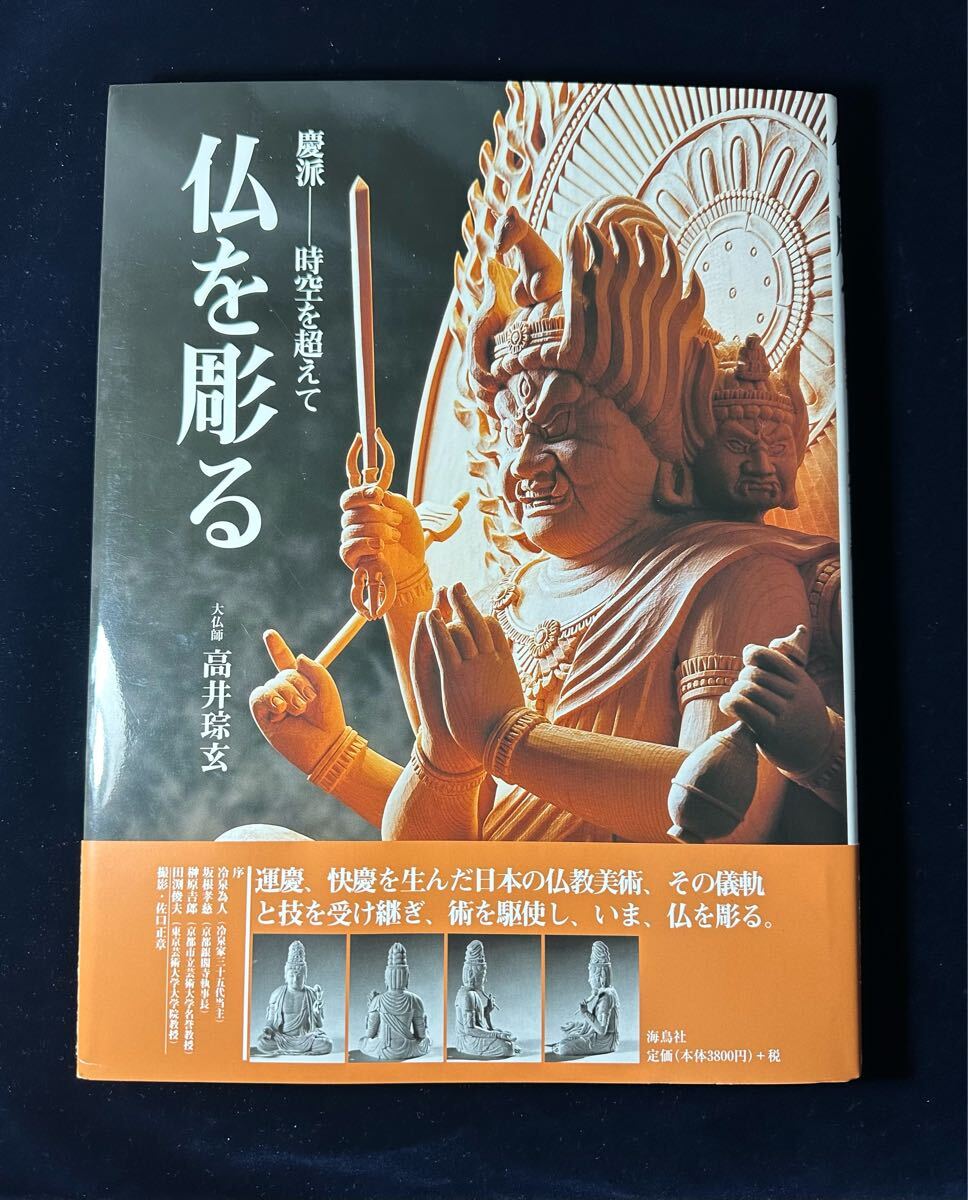 慶派――時空を超えて
仏を彫る
大仏師 高井琮玄
運慶、快慶を生んだ日本の仏教美術、その儀軌
と技を受け継ぎ、術を駆使し、いま、仏を彫る。
序
冷泉為人(冷泉家二十五代当主)
坂根孝慈(京都銀閣寺執事長)
榊原吉郎(京都市立芸術大学名誉教授)
田渕俊夫(東京芸術大学大学院教授)
撮影・佐口正章
海鳥社
定価(本体3800円)+税